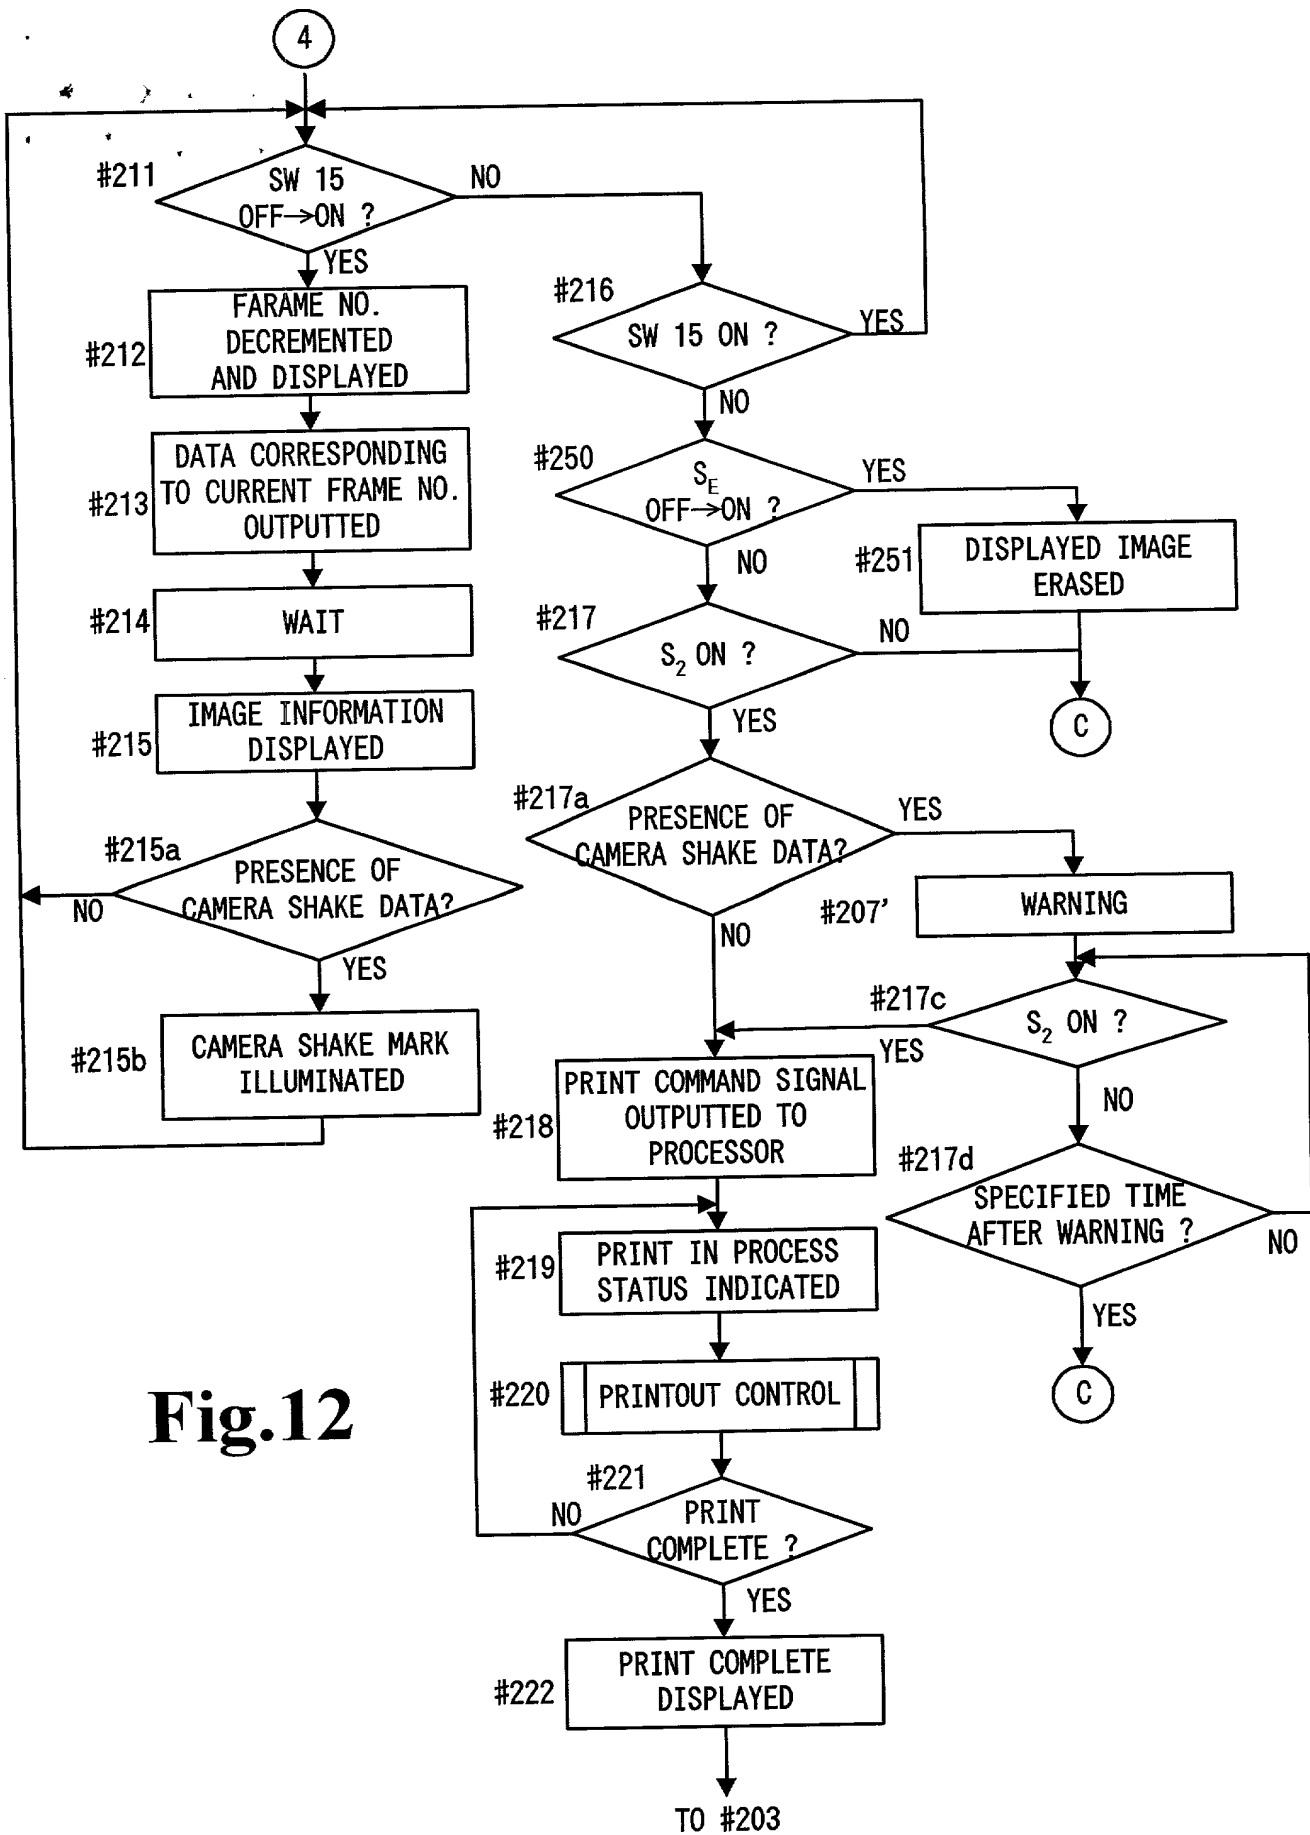 4
#211
SW 15
OFF→ON ?
NO
YES
#212
FARAME NO.
DECREMENTED
AND DISPLAYED
#213
DATA CORRESPONDING
TO CURRENT FRAME NO.
OUTPUTTED
#214
WAIT
#215
IMAGE INFORMATION
DISPLAYED
#215a
PRESENCE OF
CAMERA SHAKE DATA?
NO
YES
#215b
CAMERA SHAKE MARK
ILLUMINATED
#216
SW 15 ON ?
YES
NO
#250
SE
OFF→ON ?
YES
NO
#251
DISPLAYED IMAGE
ERASED
#217
S2 ON ?
NO
YES
C
#217a
PRESENCE OF
CAMERA SHAKE DATA?
YES
NO
#207'
WARNING
#217c
S2 ON ?
YES
NO
#217d
SPECIFIED TIME
AFTER WARNING ?
NO
YES
C
#218
PRINT COMMAND SIGNAL
OUTPUTTED TO
PROCESSOR
#219
PRINT IN PROCESS
STATUS INDICATED
#220
PRINTOUT CONTROL
#221
PRINT
COMPLETE ?
NO
YES
#222
PRINT COMPLETE
DISPLAYED
TO #203
Fig.12